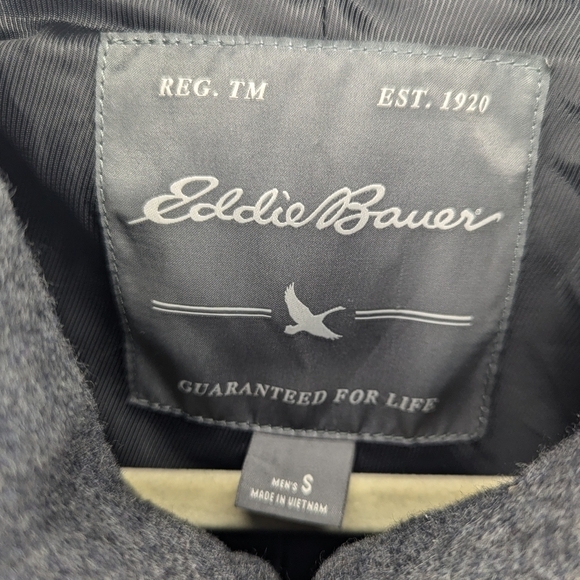 REG. TM EST. 1920
Eddie Bauer
GUARANTEED FOR LIFE
MEN'S S
MADE IN VIETNAM